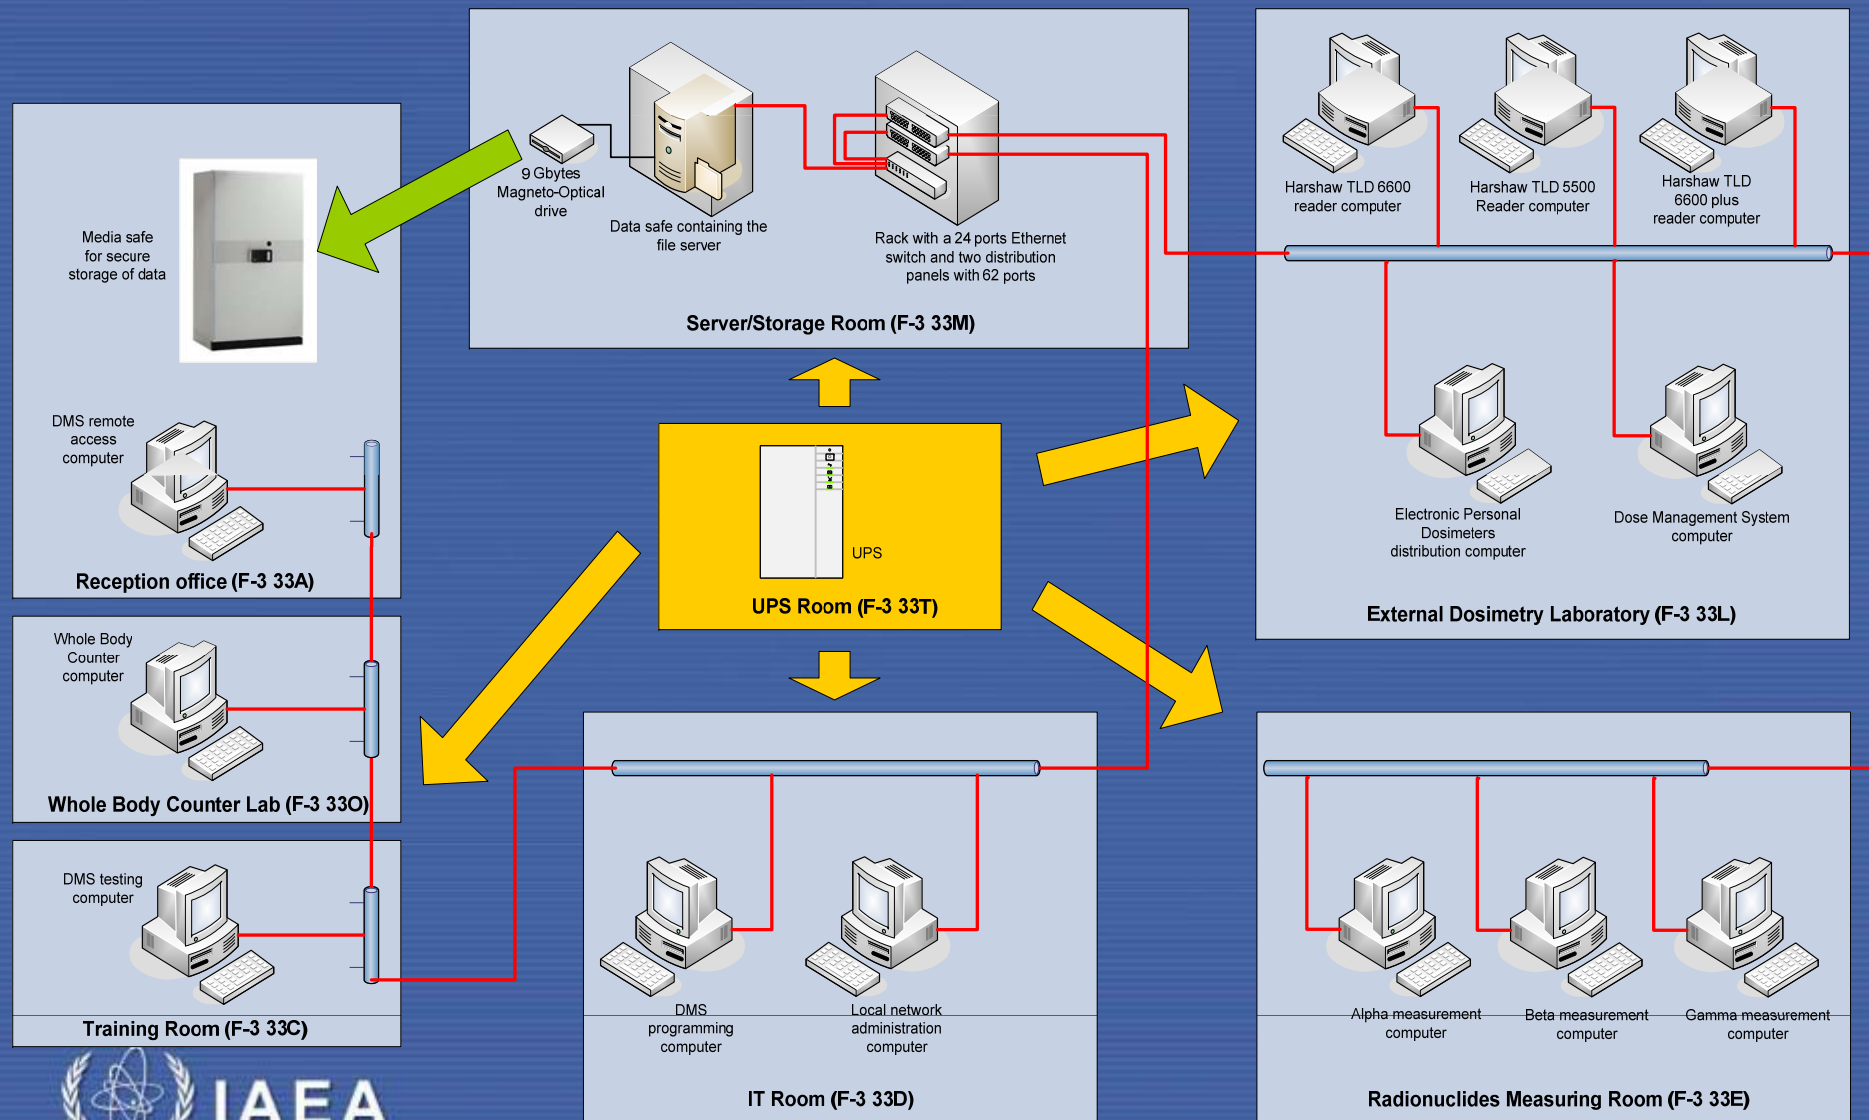 9 Gbytes
Magneto-Optical
drive
Data safe containing the
file server
Rack with a 24 ports Ethernet
switch and two distribution
panels with 62 ports
Server/Storage Room (F-3 33M)
Harshaw TLD 6600
reader computer
Harshaw TLD 5500
Reader computer
Harshaw TLD
6600 plus
reader computer
Electronic Personal
Dosimeters
distribution computer
Dose Management System
computer
External Dosimetry Laboratory (F-3 33L)
Media safe
for secure
storage of data
DMS remote
access
computer
Reception office (F-3 33A)
UPS
UPS Room (F-3 33T)
Whole Body
Counter
computer
Whole Body Counter Lab (F-3 33O)
DMS testing
computer
Training Room (F-3 33C)
DMS
programming
computer
Local network
administration
computer
IT Room (F-3 33D)
Alpha measurement
computer
Beta measurement
computer
Gamma measurement
computer
Radionuclides Measuring Room (F-3 33E)
IAEA